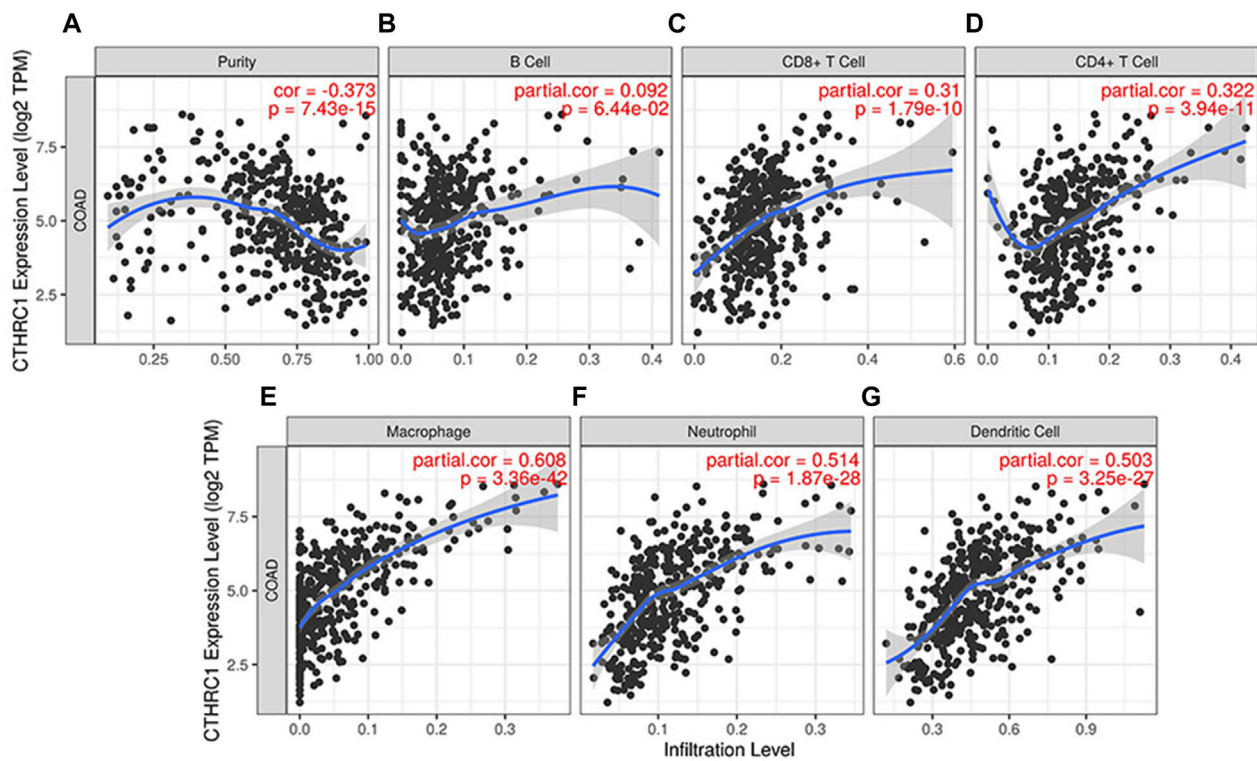 A
B
C
D
Purity
B Cell
CD8+ T Cell
CD4+ T Cell
cor = -0.373
p = 7.43e-15
partial.cor = 0.092
p = 6.44e-02
partial.cor = 0.31
p = 1.79e-10
partial.cor = 0.322
p = 3.94e-11
CTHRC1 Expression Level (log2 TPM)
COAD
7.5
5.0
2.5
0.25 0.50 0.75 1.00
0.0 0.1 0.2 0.3 0.4
0.0 0.2 0.4 0.6
0.0 0.1 0.2 0.3 0.4
E
F
G
Macrophage
Neutrophil
Dendritic Cell
partial.cor = 0.608
p = 3.36e-42
partial.cor = 0.514
p = 1.87e-28
partial.cor = 0.503
p = 3.25e-27
CTHRC1 Expression Level (log2 TPM)
COAD
7.5
5.0
2.5
0.0 0.1 0.2 0.3
0.1 0.2 0.3
0.3 0.6 0.9
Infiltration Level